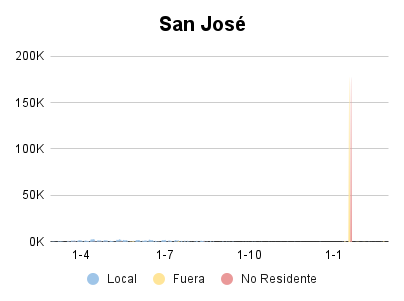 San José
200K
150K
100K
50K
0K
1-4 1-7 1-10 1-1
Local Fuera No Residente